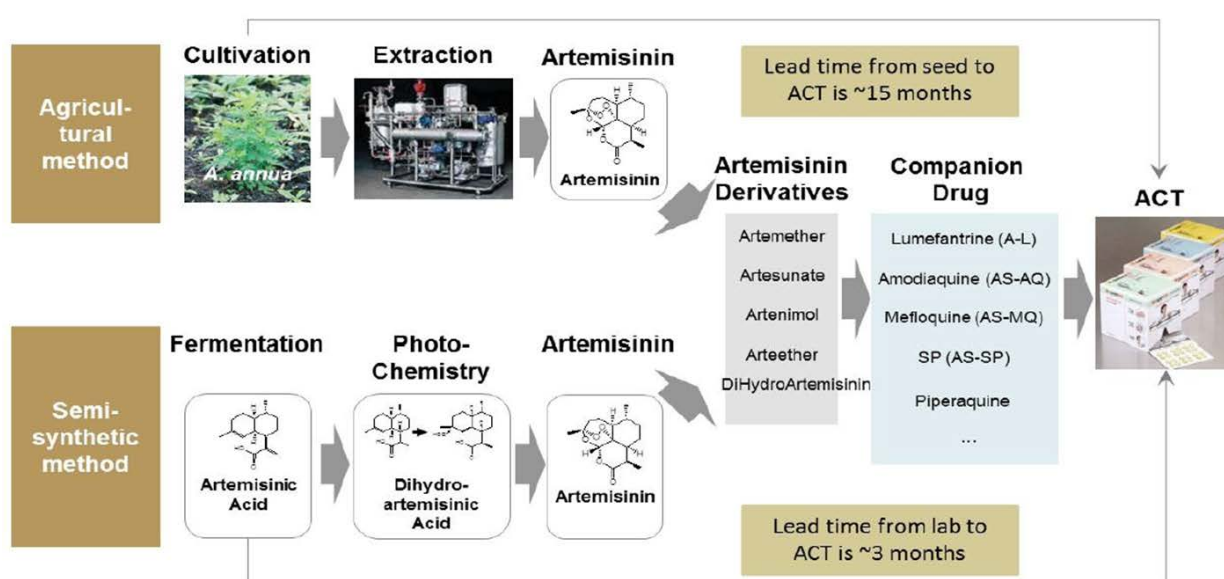 Cultivation
Extraction
Artemisinin
Agricul-
tural
method
A. annua
Artemisinin
Lead time from seed to
ACT is ~15 months
Artemisinin
Derivatives
Artemether
Artesunate
Artenimol
Arteether
DiHydroArtemisinin
Companion
Drug
Lumefantrine (A-L)
Amodiaquine (AS-AQ)
Mefloquine (AS-MQ)
SP (AS-SP)
Piperaquine
...
ACT
Semi-
synthetic
method
Fermentation
Artemisinic
Acid
Photo-
Chemistry
Dihydro-
artemisinic
Acid
Artemisinin
Artemisinin
Lead time from lab to
ACT is ~3 months